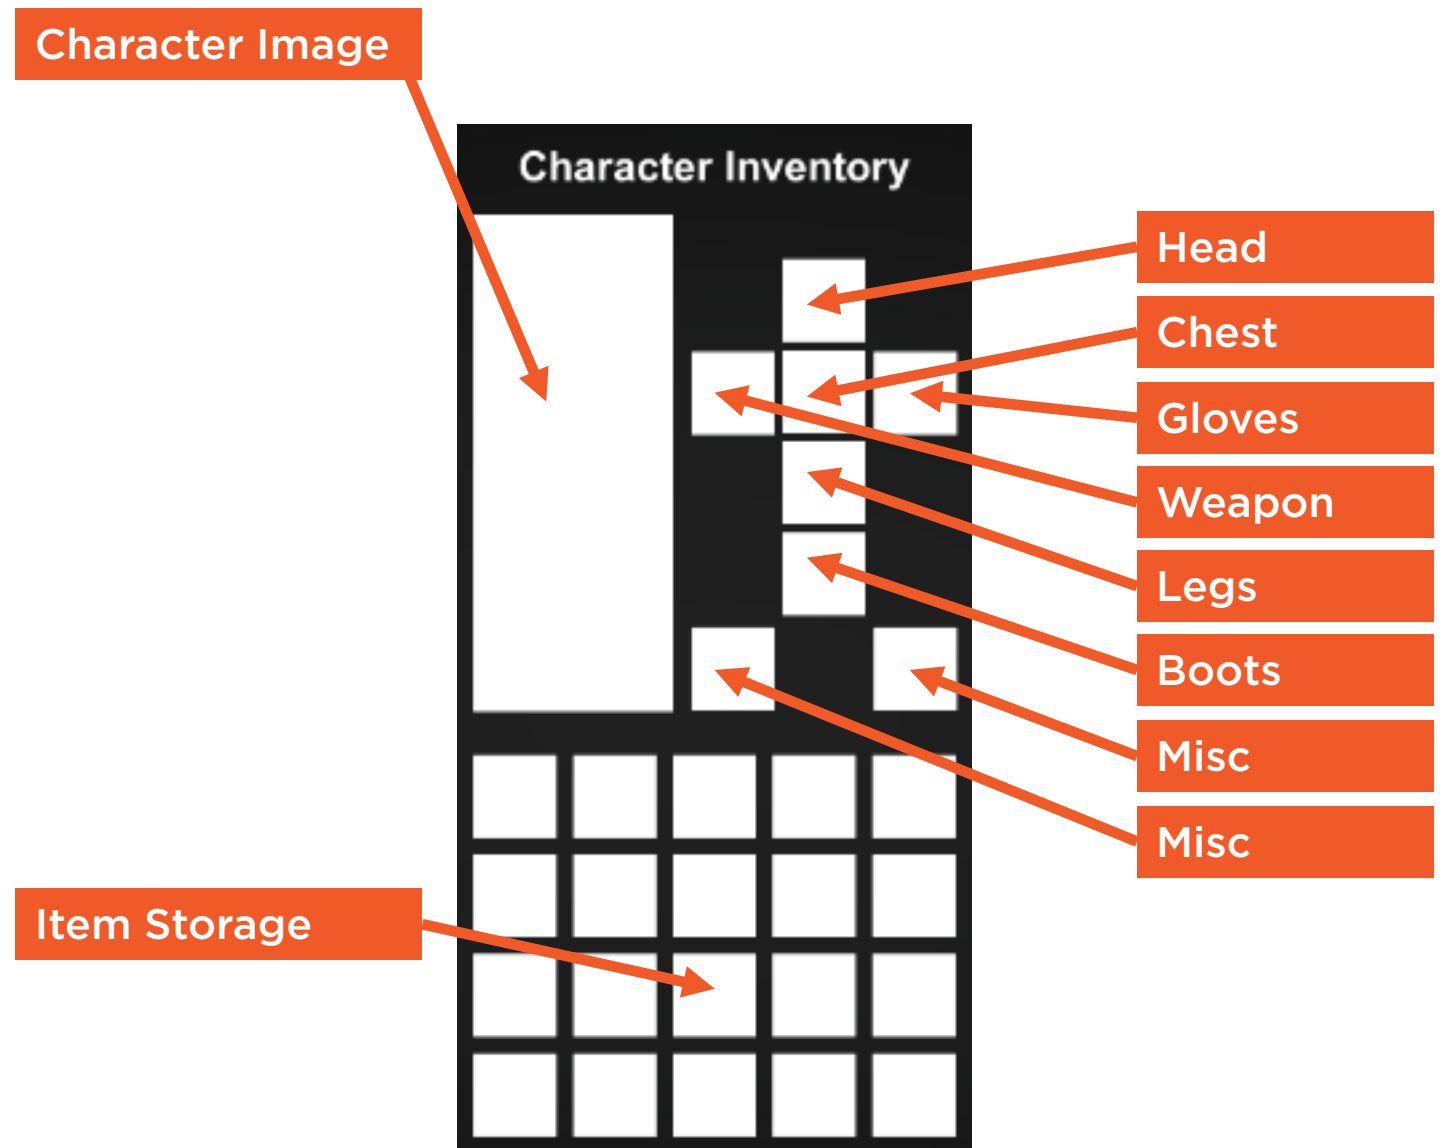 Character Image
Character Inventory
Head
Chest
Gloves
Weapon
Legs
Boots
Misc
Misc
Item Storage